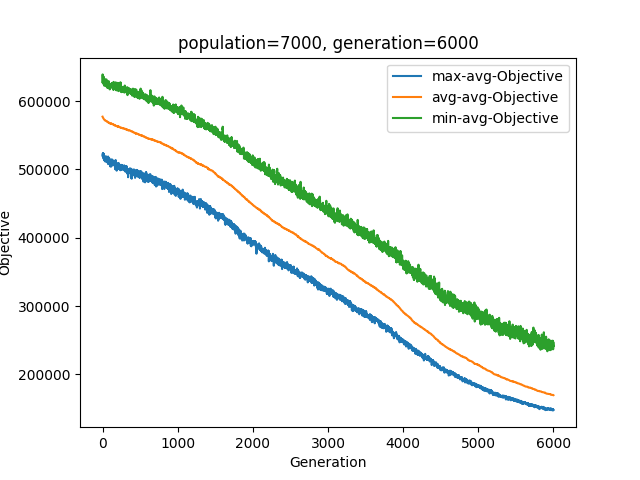 population=7000, generation=6000
max-avg-Objective
avg-avg-Objective
min-avg-Objective
Objective
600000
500000
400000
300000
200000
0 1000 2000 3000 4000 5000 6000
Generation